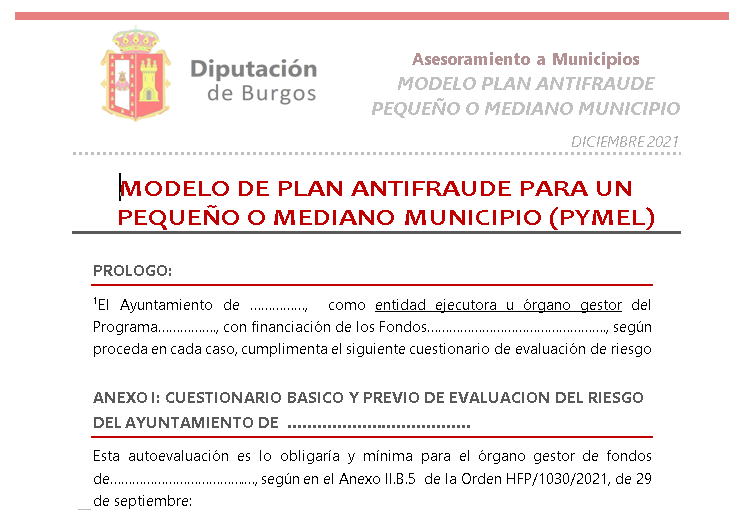 Diputación
de Burgos
Asesoramiento a Municipios
MODELO PLAN ANTIFRAUDE
PEQUEÑO O MEDIANO MUNICIPIO
DICIEMBRE 2021
MODELO DE PLAN ANTIFRAUDE PARA UN
PEQUEÑO O MEDIANO MUNICIPIO (PYMEL)
PROLOGO:
¹El Ayuntamiento de ……………, como entidad ejecutora u órgano gestor del
Programa……………., con financiación de los Fondos…………………………………………., según
proceda en cada caso, cumplimenta el siguiente cuestionario de evaluación de riesgo
ANEXO I: CUESTIONARIO BASICO Y PREVIO DE EVALUACION DEL RIESGO
DEL AYUNTAMIENTO DE .....................................
Esta autoevaluación es lo obligaría y mínima para el órgano gestor de fondos
de…………………………………, según en el Anexo II.B.5 de la Orden HFP/1030/2021, de 29
de septiembre: